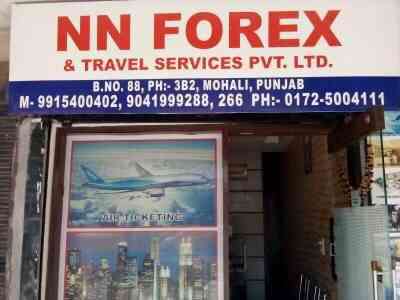 NN FOREX
& TRAVEL SERVICES PVT. LTD.
B.NO. 88, PH:- 3B2, MOHALI, PUNJAB
M- 9915400402, 9041999288, 266 PH:- 0172-5004111
AIR TICKETING